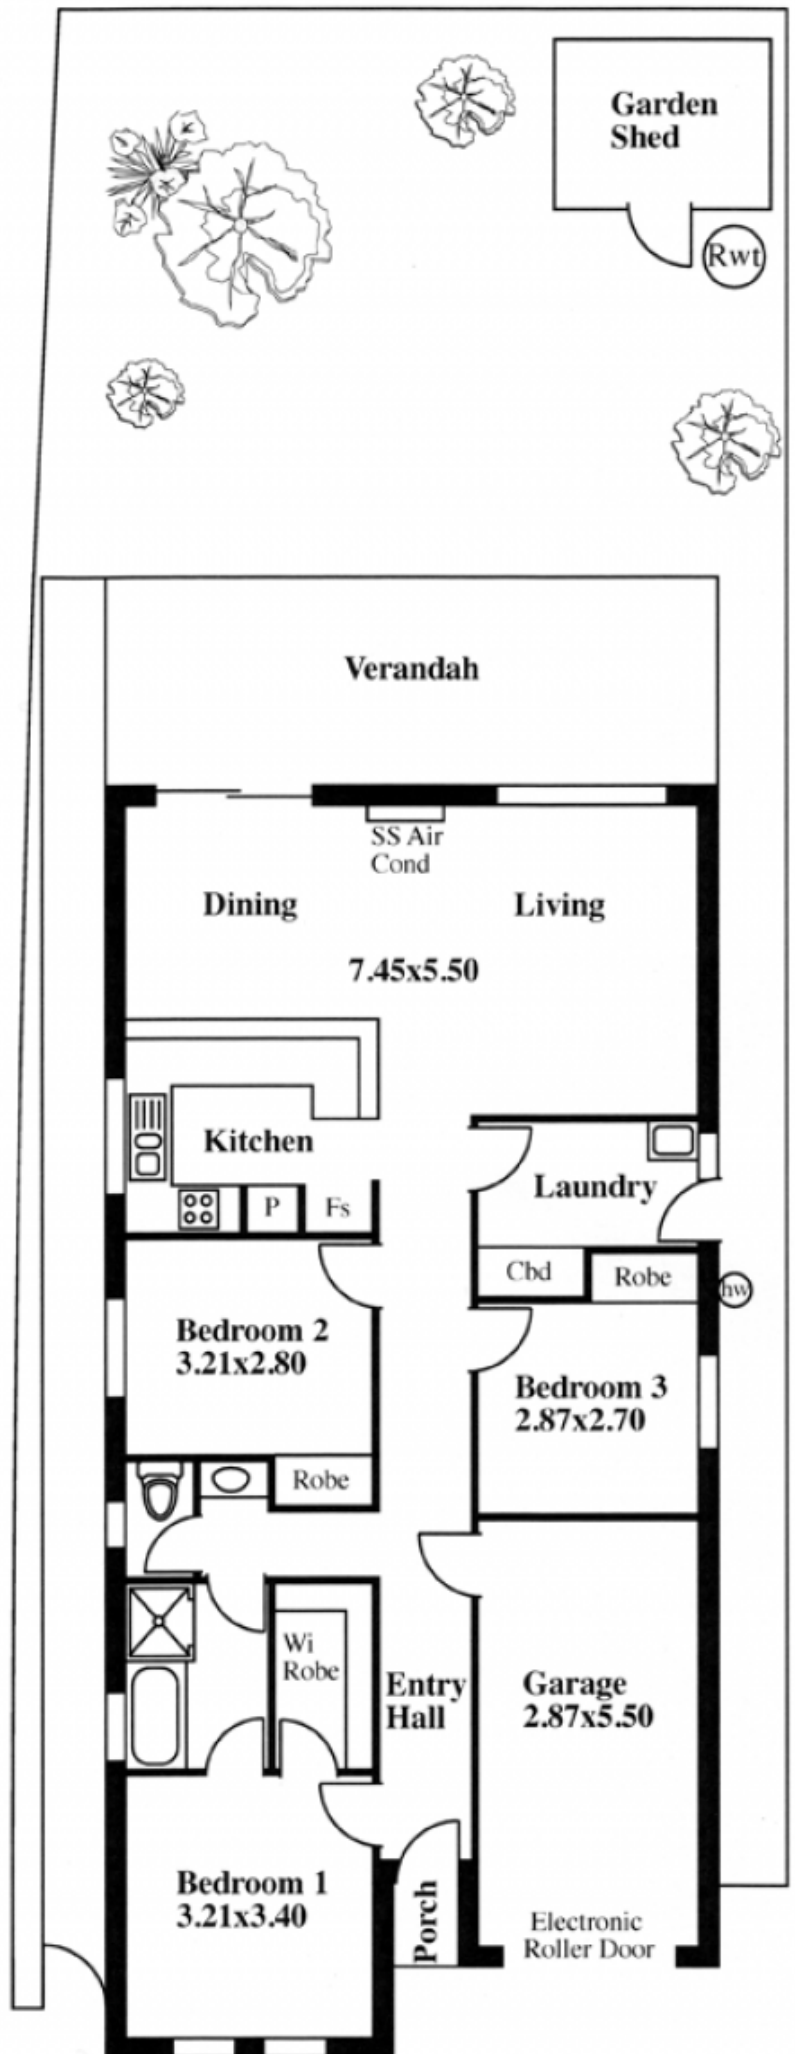 Garden
Shed
Rwt
Verandah
SS Air
Cond
Dining
Living
7.45x5.50
Kitchen
P
Fs
Laundry
Cbd
Robe
hw
Bedroom 2
3.21x2.80
Bedroom 3
2.87x2.70
Robe
Wi
Robe
Entry
Hall
Garage
2.87x5.50
Bedroom 1
3.21x3.40
Porch
Electronic
Roller Door